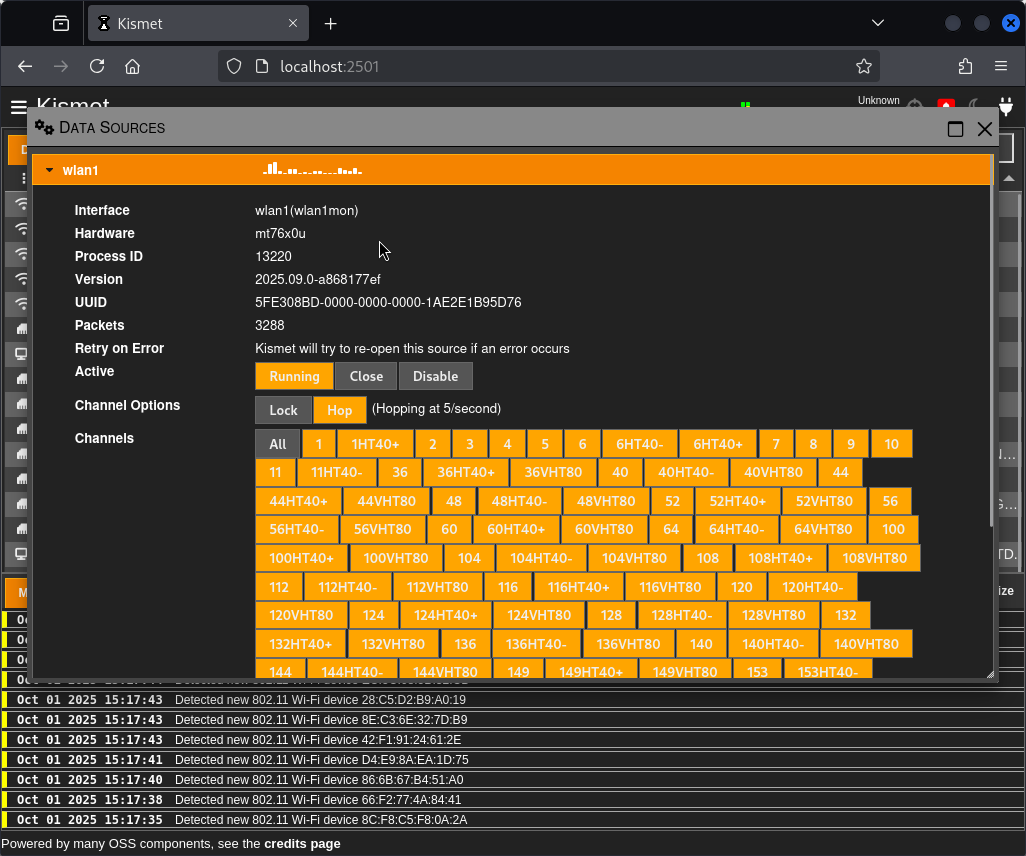 Kismet
localhost:2501
Kismet
Unknown
DATA SOURCES
wlan1
Interface wlan1(wlan1mon)
Hardware mt76x0u
Process ID 13220
Version 2025.09.0-a868177ef
UUID 5FE308BD-0000-0000-0000-1AE2E1B95D76
Packets 3288
Retry on Error Kismet will try to re-open this source if an error occurs
Active Running Close Disable
Channel Options Lock Hop (Hopping at 5/second)
Channels All 1 1HT40+ 2 3 4 5 6 6HT40- 6HT40+ 7 8 9 10
11 11HT40- 36 36HT40+ 36VHT80 40 40HT40- 40VHT80 44
44HT40+ 44VHT80 48 48HT40- 48VHT80 52 52HT40+ 52VHT80 56
56HT40- 56VHT80 60 60HT40+ 60VHT80 64 64HT40- 64VHT80 100
100HT40+ 100VHT80 104 104HT40- 104VHT80 108 108HT40+ 108VHT80
112 112HT40- 112VHT80 116 116HT40+ 116VHT80 120 120HT40-
120VHT80 124 124HT40+ 124VHT80 128 128HT40- 128VHT80 132
132HT40+ 132VHT80 136 136HT40- 136VHT80 140 140HT40- 140VHT80
144 144HT40- 144VHT80 149 149HT40+ 149VHT80 153 153HT40-
Oct 01 2025 15:17:43 Detected new 802.11 Wi-Fi device 28:C5:D2:B9:A0:19
Oct 01 2025 15:17:43 Detected new 802.11 Wi-Fi device 8E:C3:6E:32:7D:B9
Oct 01 2025 15:17:43 Detected new 802.11 Wi-Fi device 42:F1:91:24:61:2E
Oct 01 2025 15:17:41 Detected new 802.11 Wi-Fi device D4:E9:8A:EA:1D:75
Oct 01 2025 15:17:40 Detected new 802.11 Wi-Fi device 86:6B:67:B4:51:A0
Oct 01 2025 15:17:38 Detected new 802.11 Wi-Fi device 66:F2:77:4A:84:41
Oct 01 2025 15:17:35 Detected new 802.11 Wi-Fi device 8C:F8:C5:F8:0A:2A
Powered by many OSS components, see the credits page